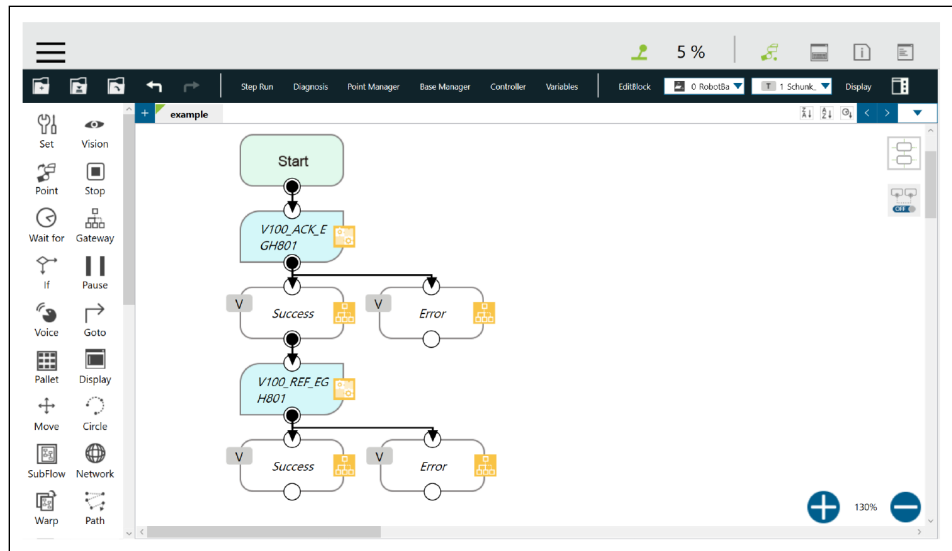 5 %
Step Run Diagnosis Point Manager Base Manager Controller Variables EditBlock 0 RobotBa T 1 Schunk, Display
+ example
Set Vision
Point Stop
Wait for Gateway
If Pause
Voice Goto
Pallet Display
Move Circle
SubFlow Network
Warp Path
Start
V100_ACK_E
GH801
V Success V Error
V100_REF_EG
H801
V Success V Error
OFF
130%